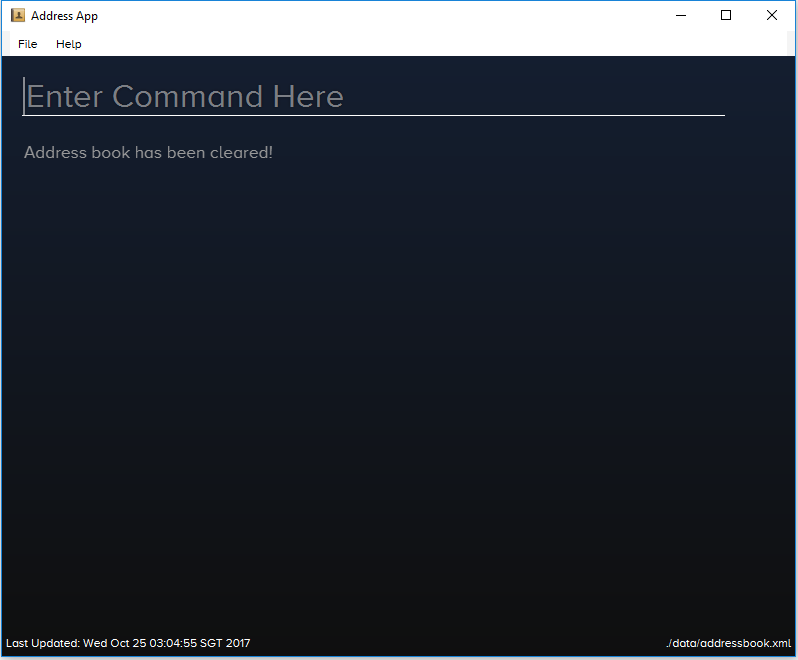 Address App
File Help
Enter Command Here
Address book has been cleared!
Last Updated: Wed Oct 25 03:04:55 SGT 2017 ./data/addressbook.xml